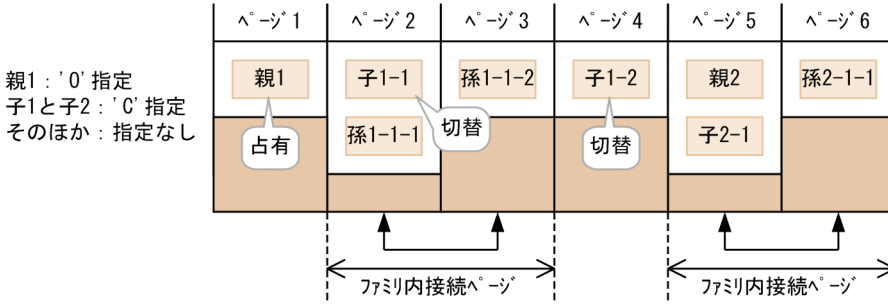 ﾍﾟｰｼﾞ1 ﾍﾟｰｼﾞ2 ﾍﾟｰｼﾞ3 ﾍﾟｰｼﾞ4 ﾍﾟｰｼﾞ5 ﾍﾟｰｼﾞ6
親1：'O'指定
子1と子2：'C'指定
そのほか：指定なし
親1 子1-1 孫1-1-2 子1-2 親2 孫2-1-1
占有 孫1-1-1 切替 切替 子2-1
ﾌｧﾐﾘ内接続ﾍﾟｰｼﾞ ﾌｧﾐﾘ内接続ﾍﾟｰｼﾞ